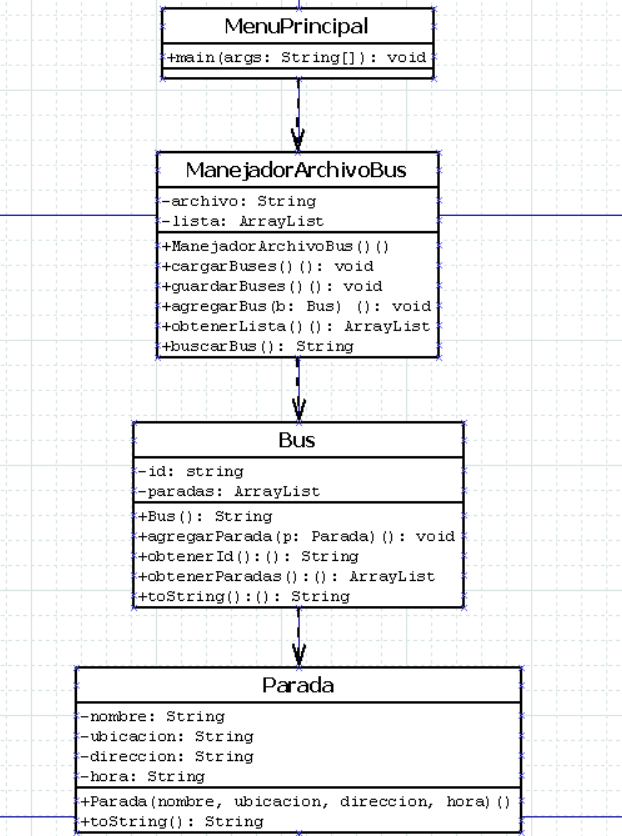 MenuPrincipal
+main(args: String[]): void
ManejadorArchivoBus
-archivo: String
-lista: ArrayList
+ManejadorArchivoBus()()
+cargarBuses()(): void
+guardarBuses()(): void
+agregarBus(b: Bus) (): void
+obtenerLista()(): ArrayList
+buscarBus(): String
Bus
-id: string
-paradas: ArrayList
+Bus(): String
+agregarParada(p: Parada)(): void
+obtenerId():(): String
+obtenerParadas():(): ArrayList
+toString():(): String
Parada
-nombre: String
-ubicacion: String
-direccion: String
-hora: String
+Parada(nombre, ubicacion, direccion, hora)()
+toString(): String